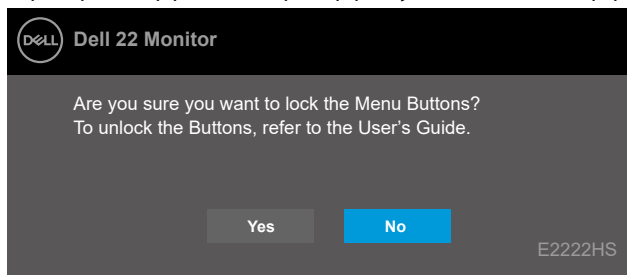 DELL Dell 22 Monitor
Are you sure you want to lock the Menu Buttons?
To unlock the Buttons, refer to the User's Guide.
Yes No
E2222HS